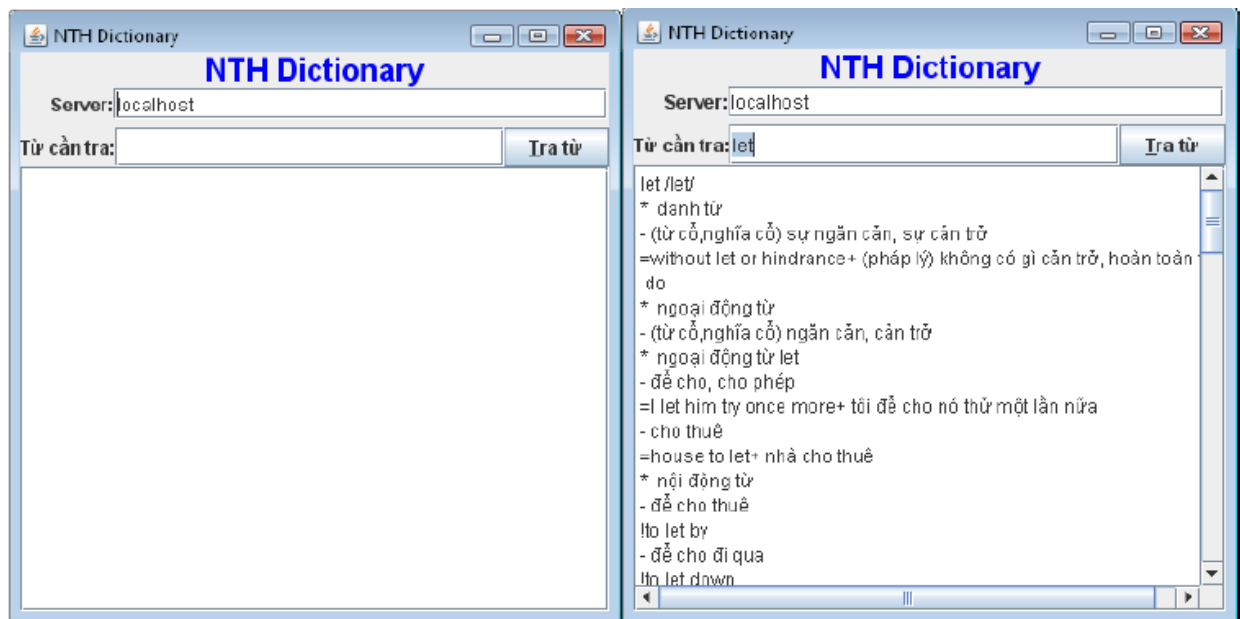 NTH Dictionary
NTH Dictionary
Server: localhost
Từ cần tra:
Tra từ
NTH Dictionary
NTH Dictionary
Server: localhost
Từ cần tra: let
Tra từ
let /let/
* danh từ
- (từ cổ,nghĩa cổ) sự ngăn cản, sự cản trở
=without let or hindrance+ (pháp lý) không có gì cản trở, hoàn toàn
do
* ngoại động từ
- (từ cổ,nghĩa cổ) ngăn cản, cản trở
* ngoại động từ let
- để cho, cho phép
=I let him try once more+ tôi để cho nó thử một lần nữa
- cho thuê
=house to let+ nhà cho thuê
* nội động từ
- để cho thuê
!to let by
- để cho đi qua
!to let down